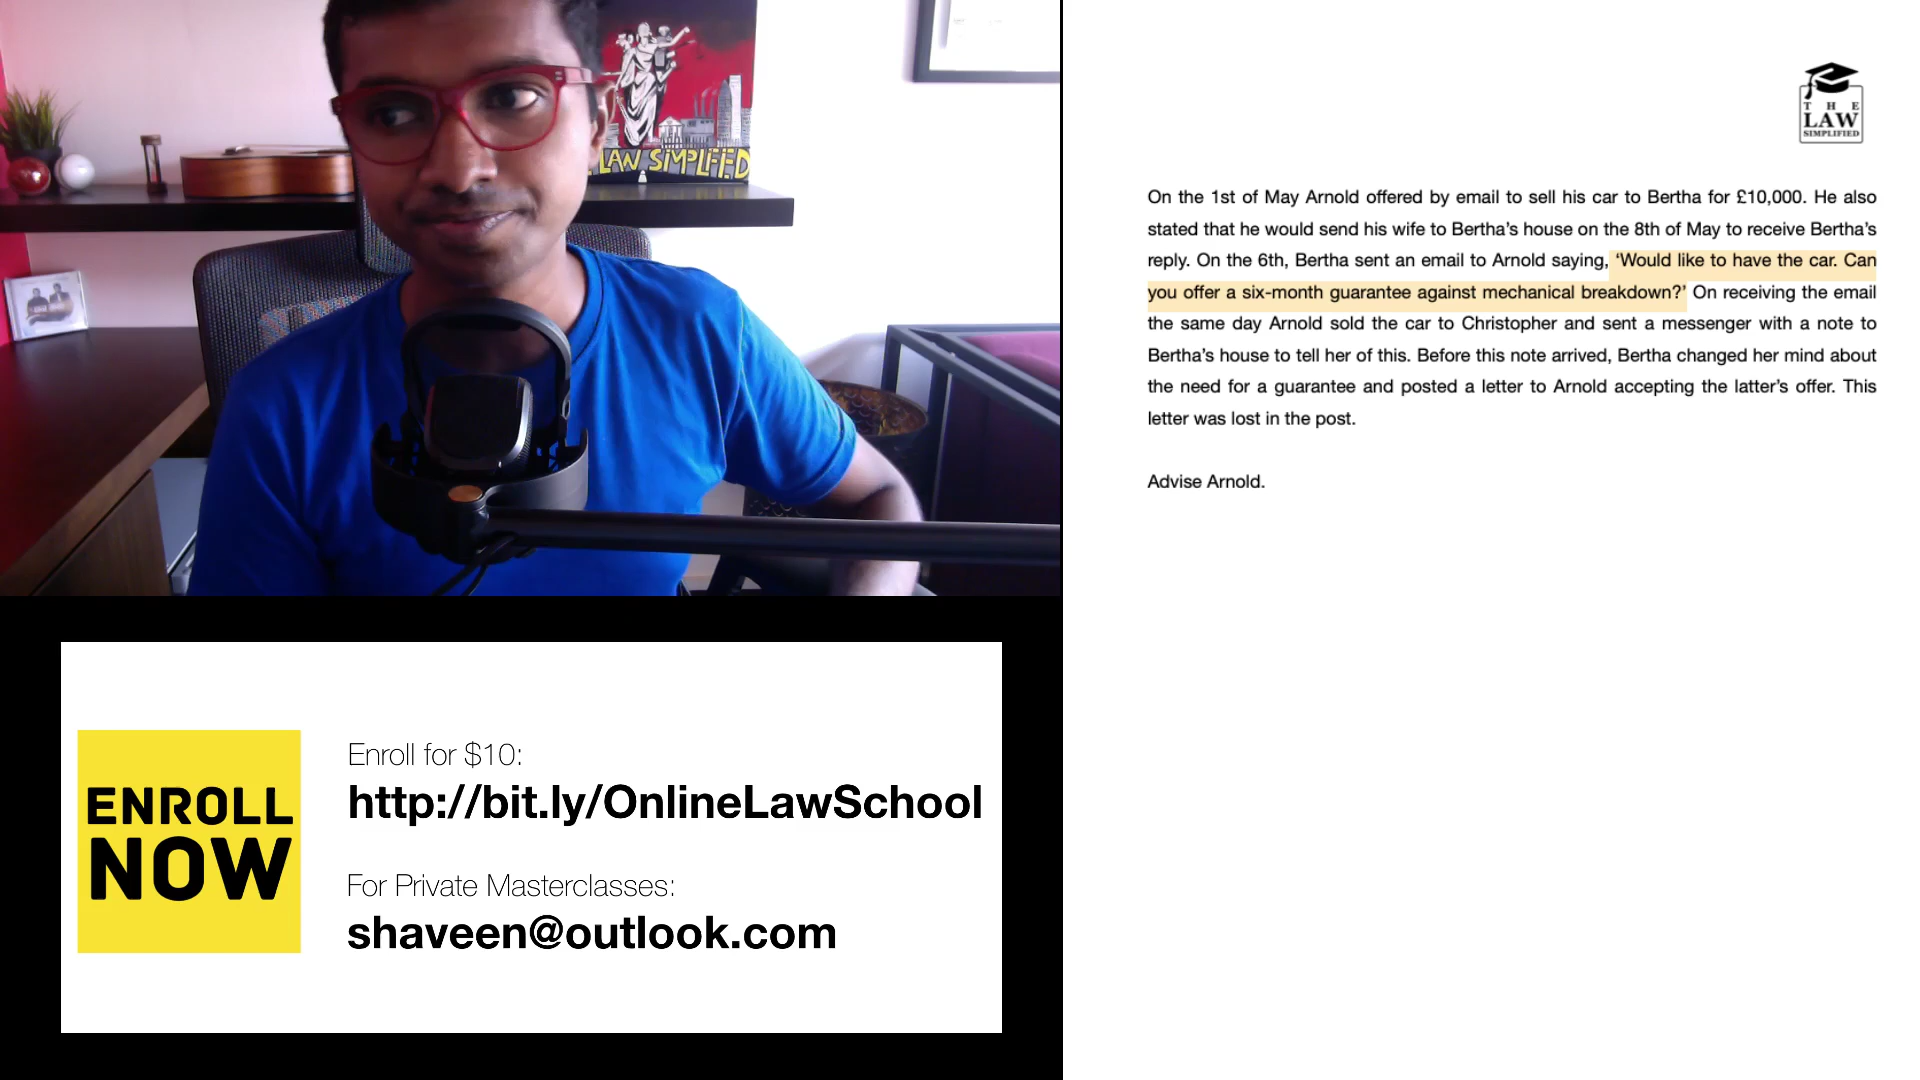 LAW SIMPLIFIED
THE
LAW
SIMPLIFIED
On the 1st of May Arnold offered by email to sell his car to Bertha for £10,000. He also
stated that he would send his wife to Bertha’s house on the 8th of May to receive Bertha’s
reply. On the 6th, Bertha sent an email to Arnold saying, ‘Would like to have the car. Can
you offer a six-month guarantee against mechanical breakdown?’ On receiving the email
the same day Arnold sold the car to Christopher and sent a messenger with a note to
Bertha’s house to tell her of this. Before this note arrived, Bertha changed her mind about
the need for a guarantee and posted a letter to Arnold accepting the latter’s offer. This
letter was lost in the post.
Advise Arnold.
ENROLL
NOW
Enroll for $10:
http://bit.ly/OnlineLawSchool
For Private Masterclasses:
shaveen@outlook.com